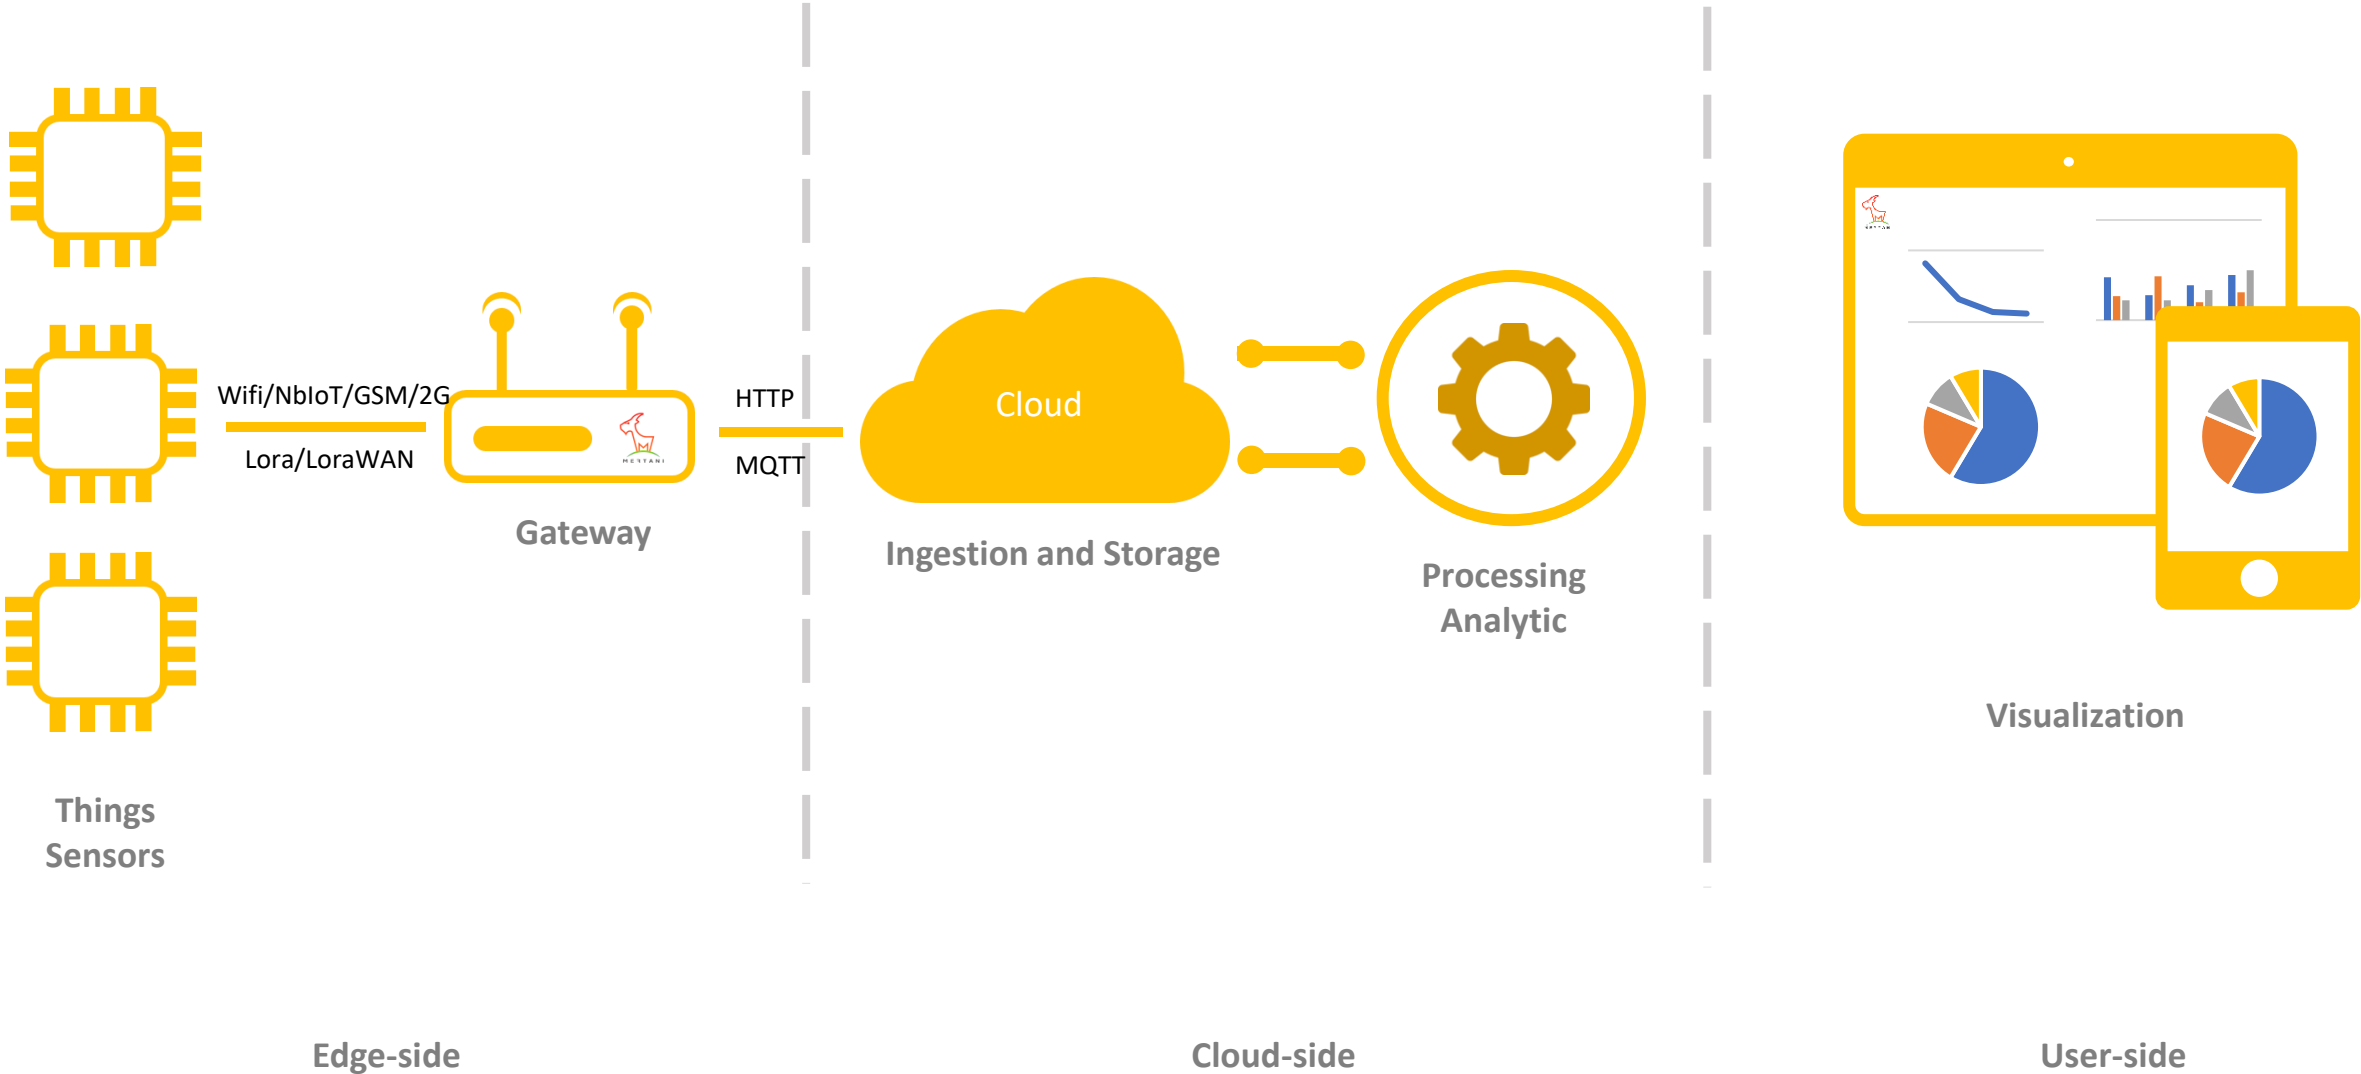 Wifi/NbIoT/GSM/2G
Lora/LoraWAN
MERTANI
Gateway
HTTP
MQTT
Cloud
Ingestion and Storage
Processing
Analytic
Visualization
Things
Sensors
Edge-side
Cloud-side
User-side